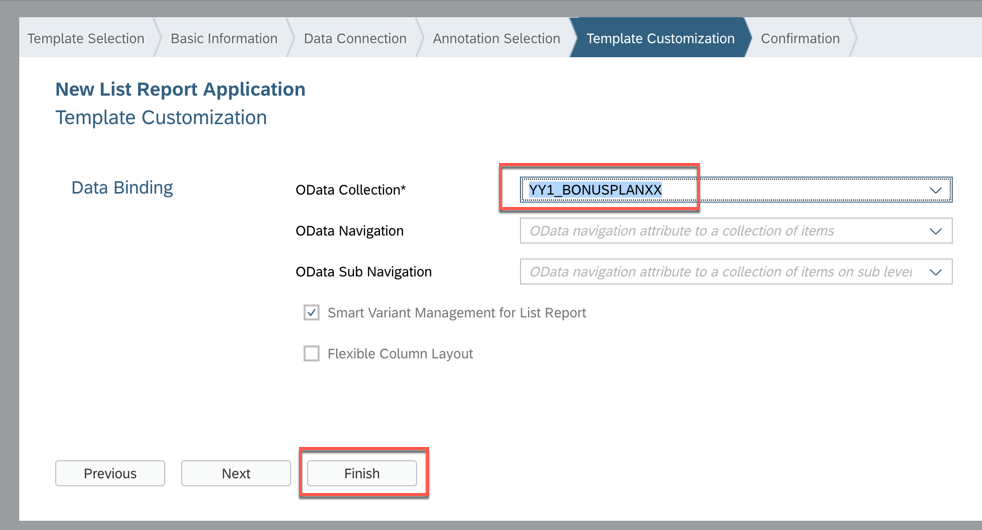 Template Selection Basic Information Data Connection Annotation Selection Template Customization Confirmation
New List Report Application
Template Customization
Data Binding
OData Collection* YY1_BONUSPLANXX
OData Navigation OData navigation attribute to a collection of items
OData Sub Navigation OData navigation attribute to a collection of items on sub level
Smart Variant Management for List Report
Flexible Column Layout
Previous Next Finish